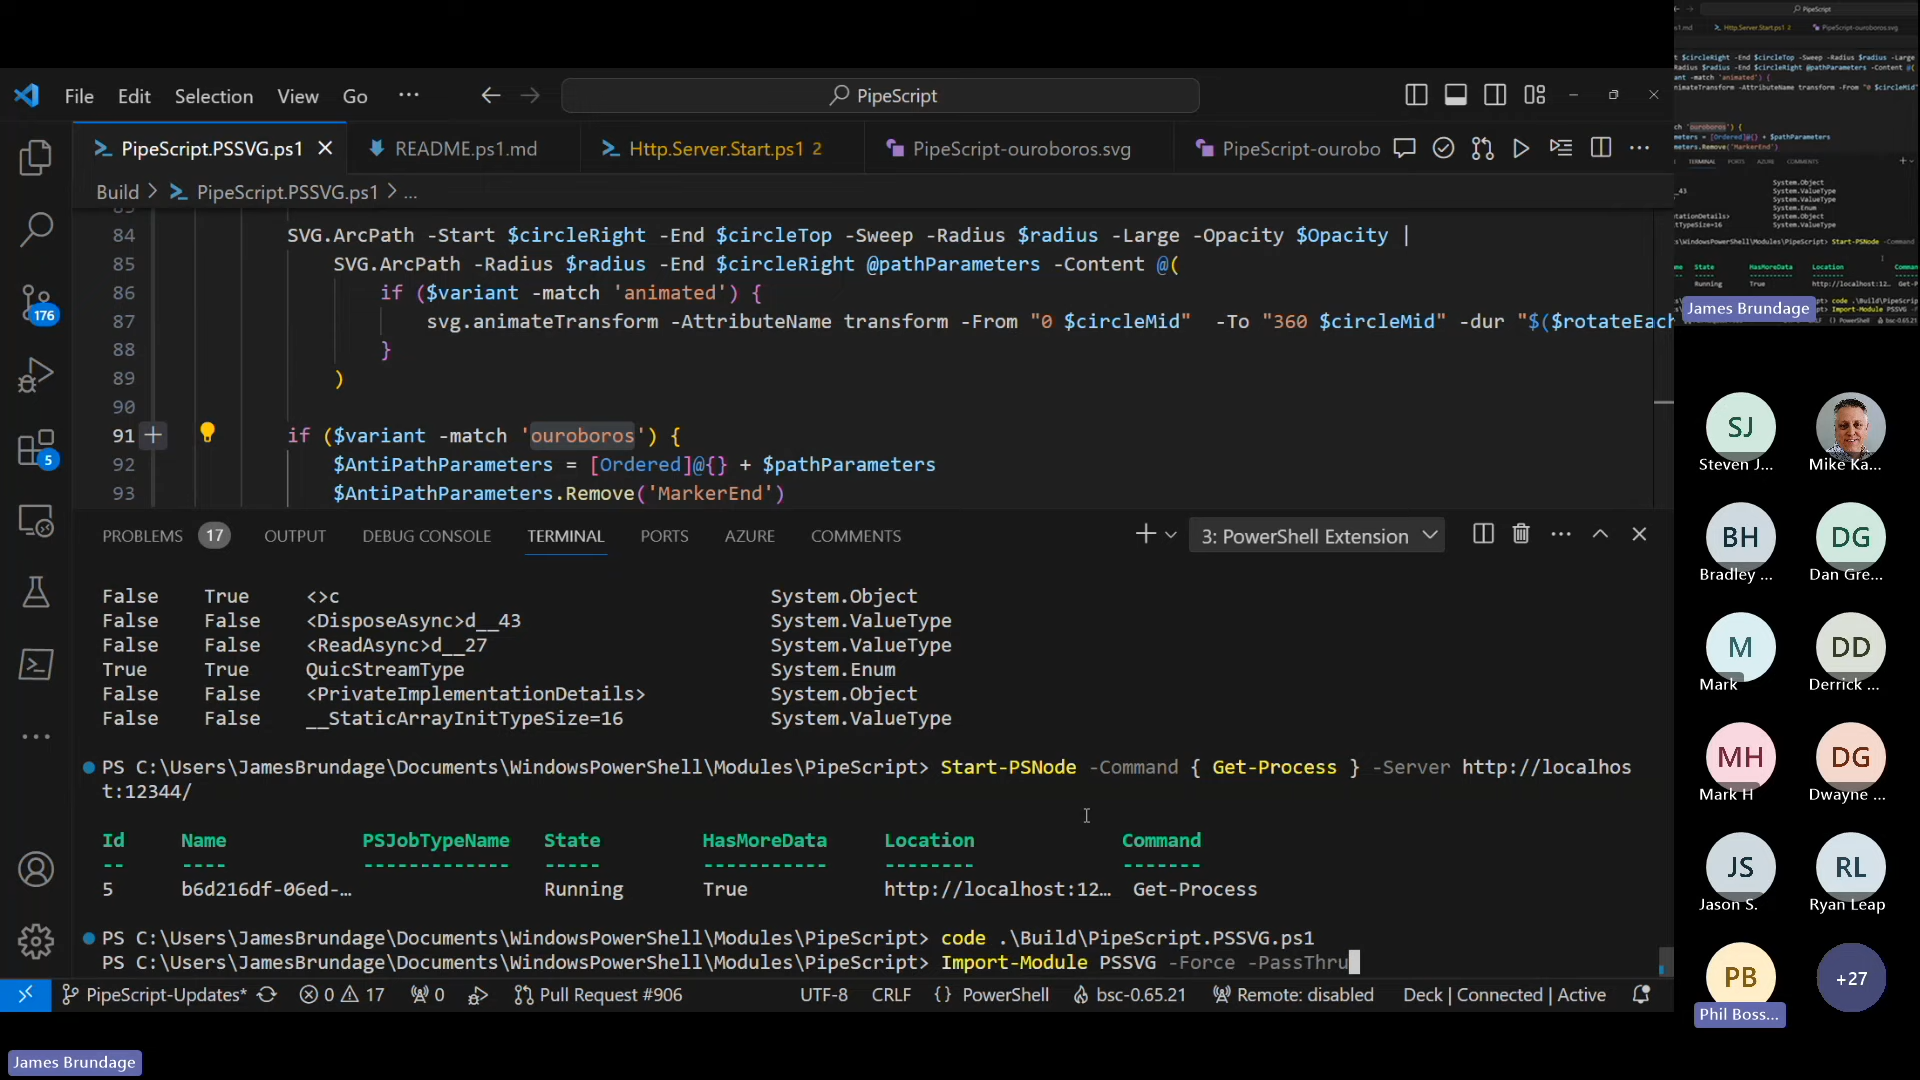 File Edit Selection View Go ···
PipeScript
PipeScript.PSSVG.ps1
README.ps1.md
Http.Server.Start.ps1 2
PipeScript-ouroboros.svg
PipeScript-ourobo
Build > PipeScript.PSSVG.ps1 > ...
84 SVG.ArcPath -Start $circleRight -End $circleTop -Sweep -Radius $radius -Large -Opacity $Opacity |
85 SVG.ArcPath -Radius $radius -End $circleRight @pathParameters -Content @(
86 if ($variant -match 'animated') {
87 svg.animateTransform -AttributeName transform -From "0 $circleMid" -To "360 $circleMid" -dur "$($rotateEach
88 }
89 )
90
91 if ($variant -match 'ouroboros') {
92 $AntiPathParameters = [Ordered]@{} + $pathParameters
93 $AntiPathParameters.Remove('MarkerEnd')
176
5
PROBLEMS 17 OUTPUT DEBUG CONSOLE TERMINAL PORTS AZURE COMMENTS
3: PowerShell Extension
False True <>c System.Object
False False <DisposeAsync>d__43 System.ValueType
False False <ReadAsync>d__27 System.ValueType
True True QuicStreamType System.Enum
False False <PrivateImplementationDetails> System.Object
False False __StaticArrayInitTypeSize=16 System.ValueType
PS C:\Users\JamesBrundage\Documents\WindowsPowerShell\Modules\PipeScript> Start-PSNode -Command { Get-Process } -Server http://localhos
t:12344/
Id Name PSJobTypeName State HasMoreData Location Command
-- ---- ------------- ----- ----------- -------- -------
5 b6d216df-06ed-… Running True http://localhost:12… Get-Process
PS C:\Users\JamesBrundage\Documents\WindowsPowerShell\Modules\PipeScript> code .\Build\PipeScript.PSSVG.ps1
PS C:\Users\JamesBrundage\Documents\WindowsPowerShell\Modules\PipeScript> Import-Module PSSVG -Force -PassThru
PipeScript-Updates* 0 17 0 Pull Request #906 UTF-8 CRLF {} PowerShell bsc-0.65.21 Remote: disabled Deck | Connected | Active
James Brundage
James Brundage
SJ
Steven J...
Mike Ka...
BH
Bradley ...
DG
Dan Gre...
M
Mark
DD
Derrick ...
MH
Mark H
DG
Dwayne ...
JS
Jason S.
RL
Ryan Leap
PB
Phil Boss...
+27